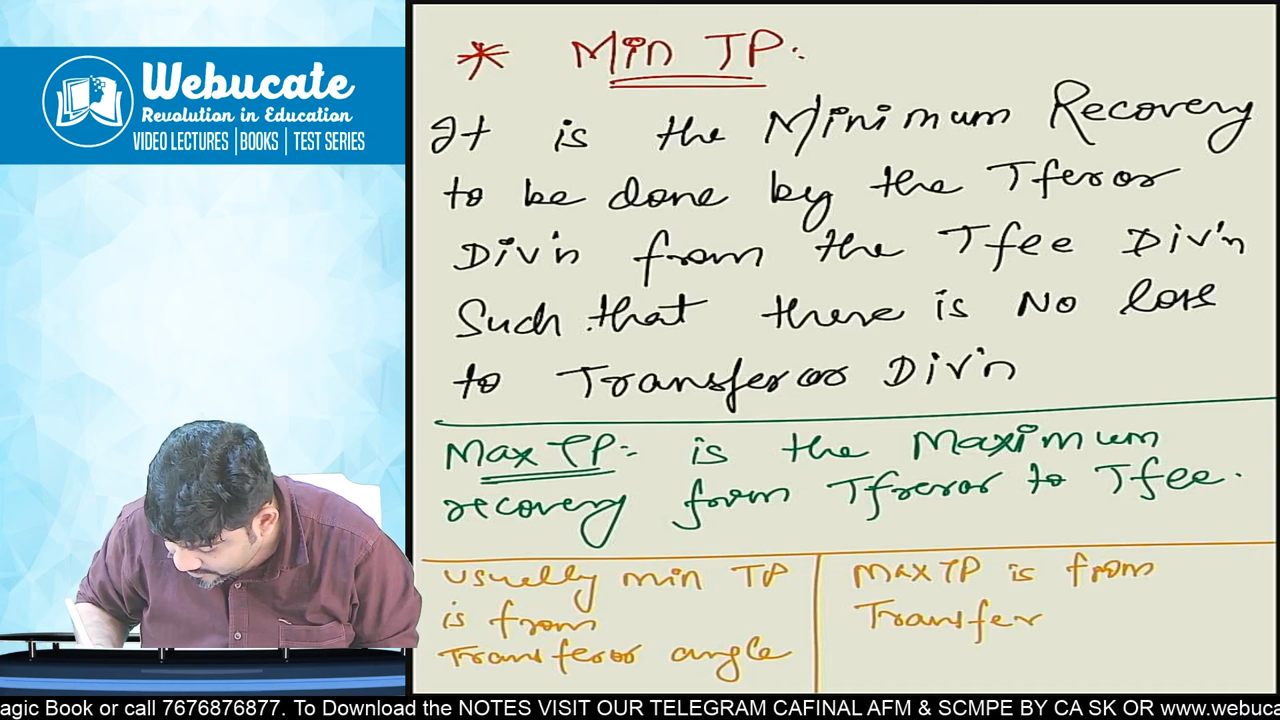 Webucate
Revolution in Education
VIDEO LECTURES | BOOKS | TEST SERIES
* Min TP:
It is the Minimum Recovery
to be done by the Tferor
Div'n from the Tfee Div'n
Such that there is No loss
to Transferor Div'n
Max TP:- is the Maximum
recovery from Tfreror to Tfee.
usually min TP
is from
Transferor angle
Max TP is from
Transfer
agic Book or call 7676876877. To Download the NOTES VISIT OUR TELEGRAM CAFINAL AFM & SCMPE BY CA SK OR www.webuca